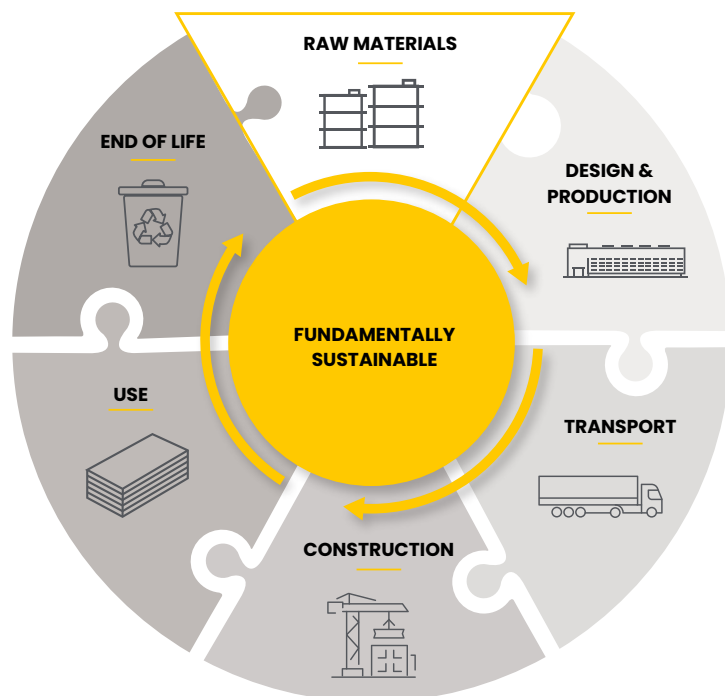 RAW MATERIALS
DESIGN &
PRODUCTION
TRANSPORT
CONSTRUCTION
USE
END OF LIFE
FUNDAMENTALLY
SUSTAINABLE